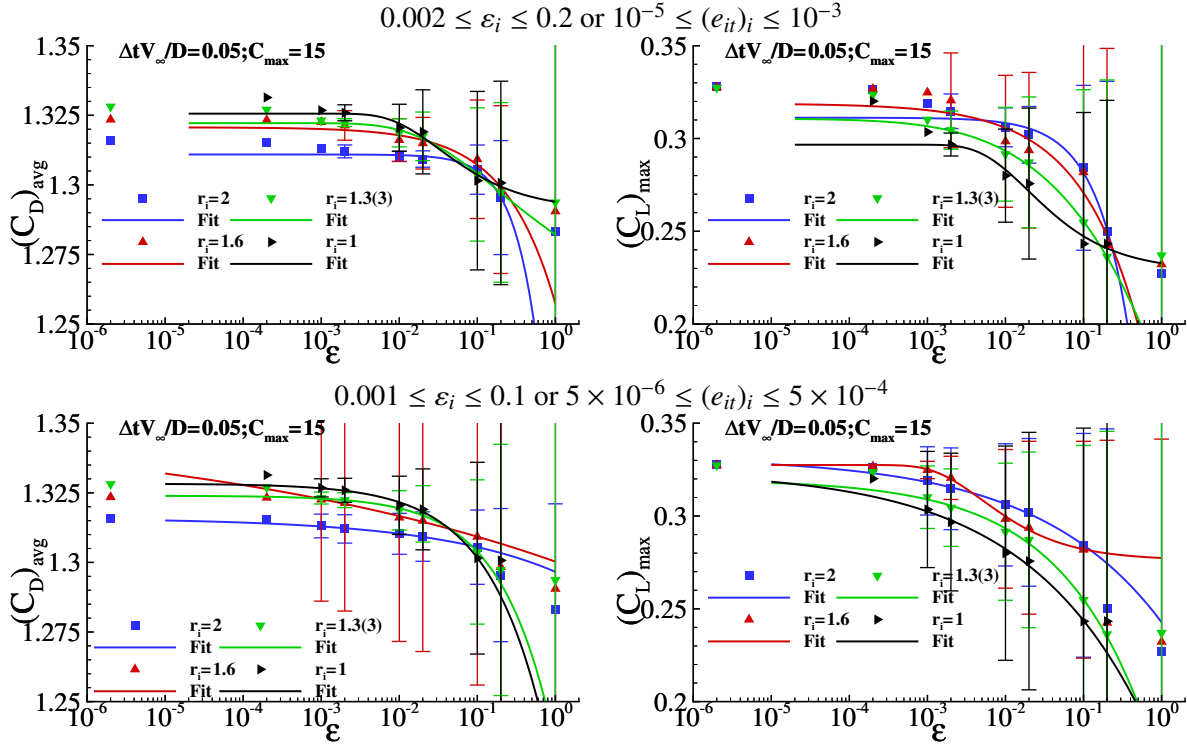 0.002 ≤ ε_i ≤ 0.2 or 10^-5 ≤ (e_it)_i ≤ 10^-3
ΔtV_∞/D=0.05;C_max=15
(C_D)_avg
1.35
1.325
1.3
1.275
1.25
r_i=2
r_i=1.3(3)
Fit
Fit
r_i=1.6
r_i=1
Fit
Fit
10^-6 10^-5 10^-4 10^-3 10^-2 10^-1 10^0
ε
ΔtV_∞/D=0.05;C_max=15
(C_L)_max
0.35
0.3
0.25
0.2
r_i=2
r_i=1.3(3)
Fit
Fit
r_i=1.6
r_i=1
Fit
Fit
10^-6 10^-5 10^-4 10^-3 10^-2 10^-1 10^0
ε
0.001 ≤ ε_i ≤ 0.1 or 5 × 10^-6 ≤ (e_it)_i ≤ 5 × 10^-4
ΔtV_∞/D=0.05;C_max=15
(C_D)_avg
1.35
1.325
1.3
1.275
1.25
r_i=2
r_i=1.3(3)
Fit
Fit
r_i=1.6
r_i=1
Fit
Fit
10^-6 10^-5 10^-4 10^-3 10^-2 10^-1 10^0
ε
ΔtV_∞/D=0.05;C_max=15
(C_L)_max
0.35
0.3
0.25
0.2
r_i=2
r_i=1.3(3)
Fit
Fit
r_i=1.6
r_i=1
Fit
Fit
10^-6 10^-5 10^-4 10^-3 10^-2 10^-1 10^0
ε